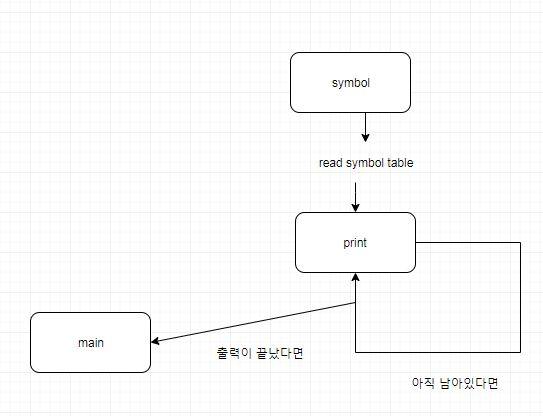 symbol
read symbol table
print
main
출력이 끝났다면
아직 남아있다면